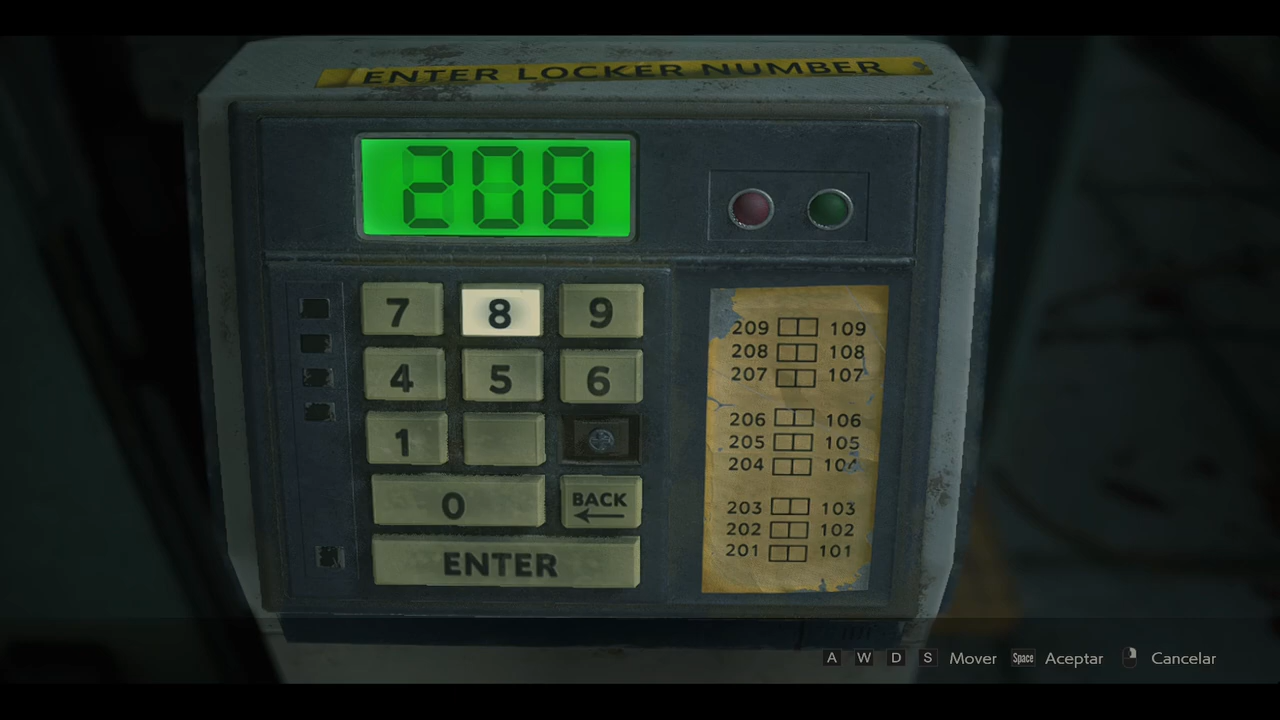 ENTER LOCKER NUMBER
208
7 8 9
4 5 6
1
0 BACK
ENTER
209 109
208 108
207 107
206 106
205 105
204 104
203 103
202 102
201 101
A W D S Mover Space Aceptar Cancelar